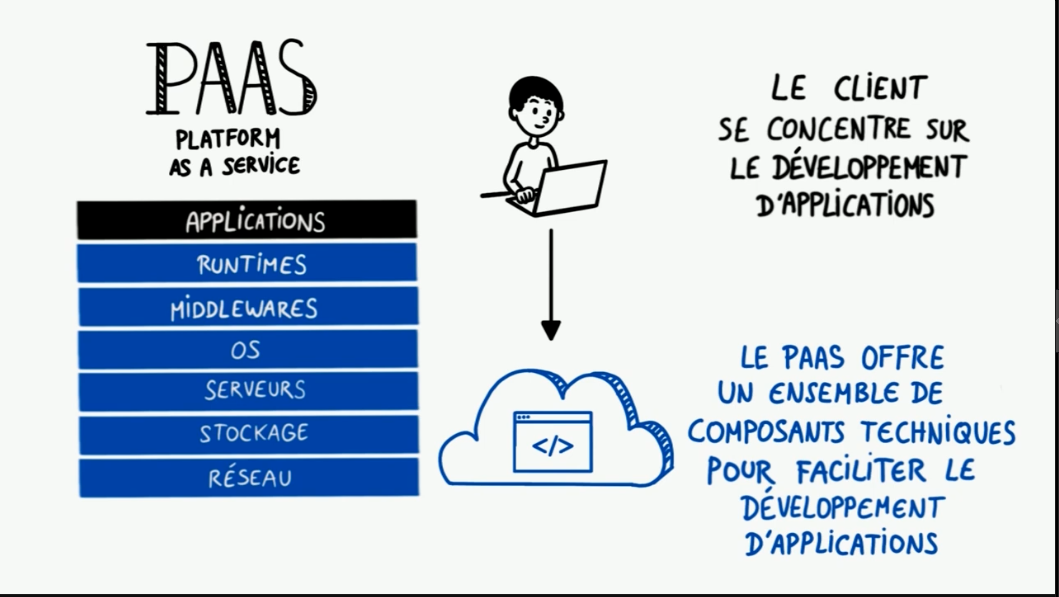 PAAS
PLATFORM
AS A SERVICE
APPLICATIONS
RUNTIMES
MIDDLEWARES
OS
SERVEURS
STOCKAGE
RÉSEAU
LE CLIENT
SE CONCENTRE SUR
LE DÉVELOPPEMENT
D'APPLICATIONS
</>
LE PAAS OFFRE
UN ENSEMBLE DE
COMPOSANTS TECHNIQUES
POUR FACILITER LE
DÉVELOPPEMENT
D'APPLICATIONS